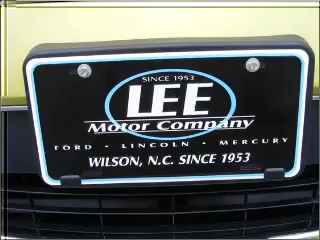 SINCE 1953
LEE
Motor Company
FORD • LINCOLN • MERCURY
WILSON, N.C. SINCE 1953